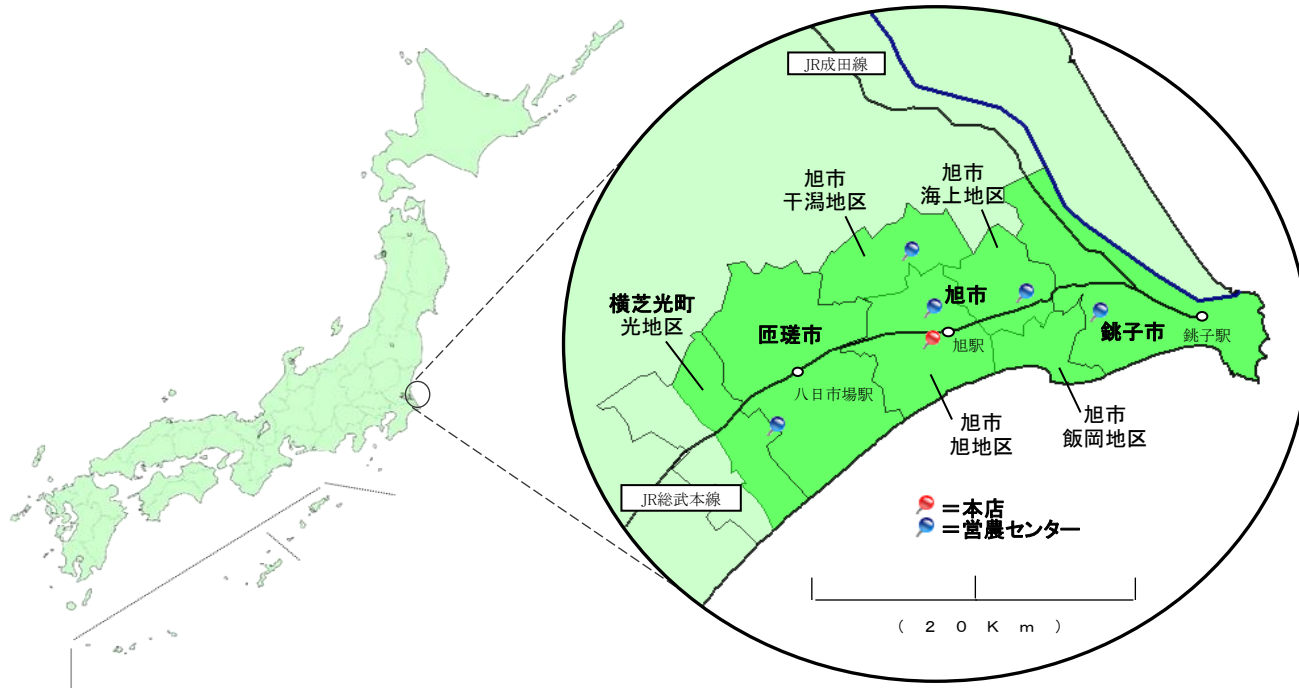 JR成田線
旭市
干潟地区
旭市
海上地区
横芝光町
光地区
匝瑳市
旭市
銚子市
旭駅
銚子駅
八日市場駅
旭市
旭地区
旭市
飯岡地区
JR総武本線
＝本店
＝営農センター
（ ２ ０ Ｋ ｍ ）